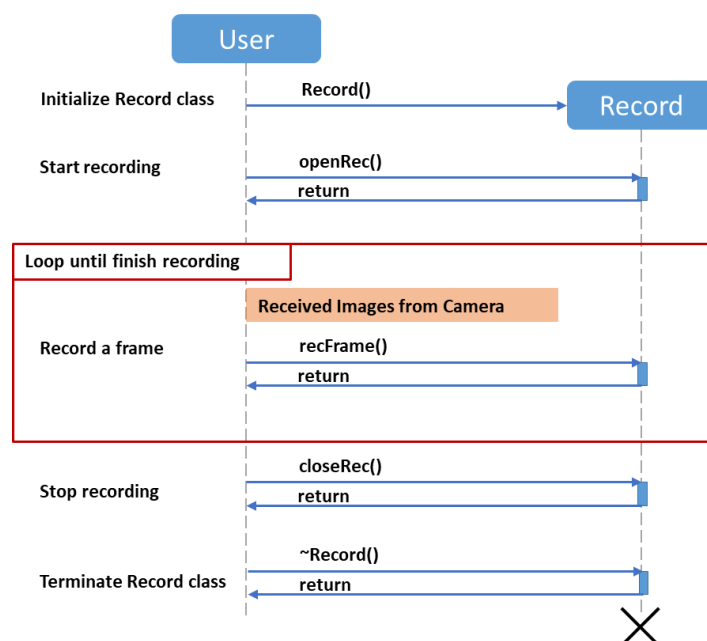 User
Initialize Record class
Record()
Record
Start recording
openRec()
return
Loop until finish recording
Received Images from Camera
Record a frame
recFrame()
return
closeRec()
Stop recording
return
~Record()
Terminate Record class
return